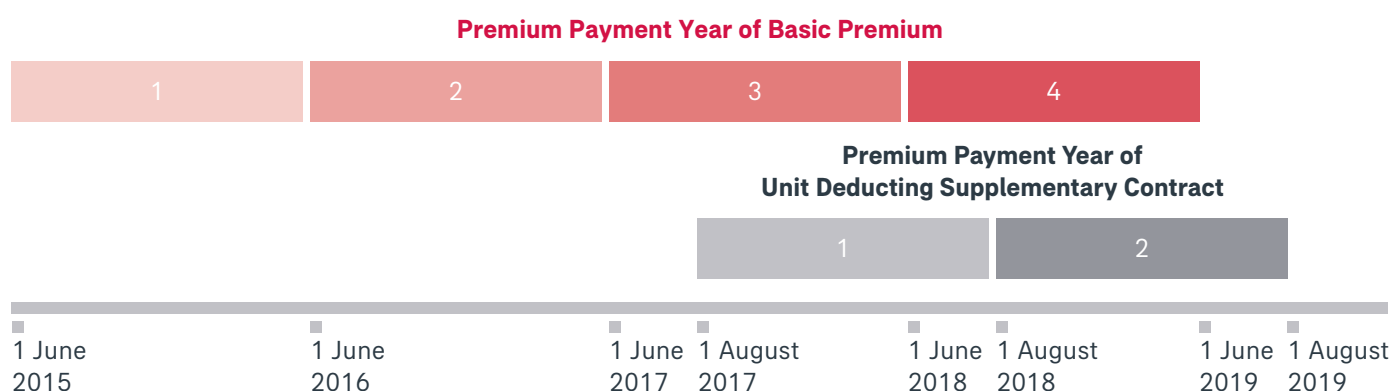 Premium Payment Year of Basic Premium
1 2 3 4
Premium Payment Year of
Unit Deducting Supplementary Contract
1 2
1 June 1 June 1 June 1 August 1 June 1 August 1 June 1 August
2015 2016 2017 2017 2018 2018 2019 2019